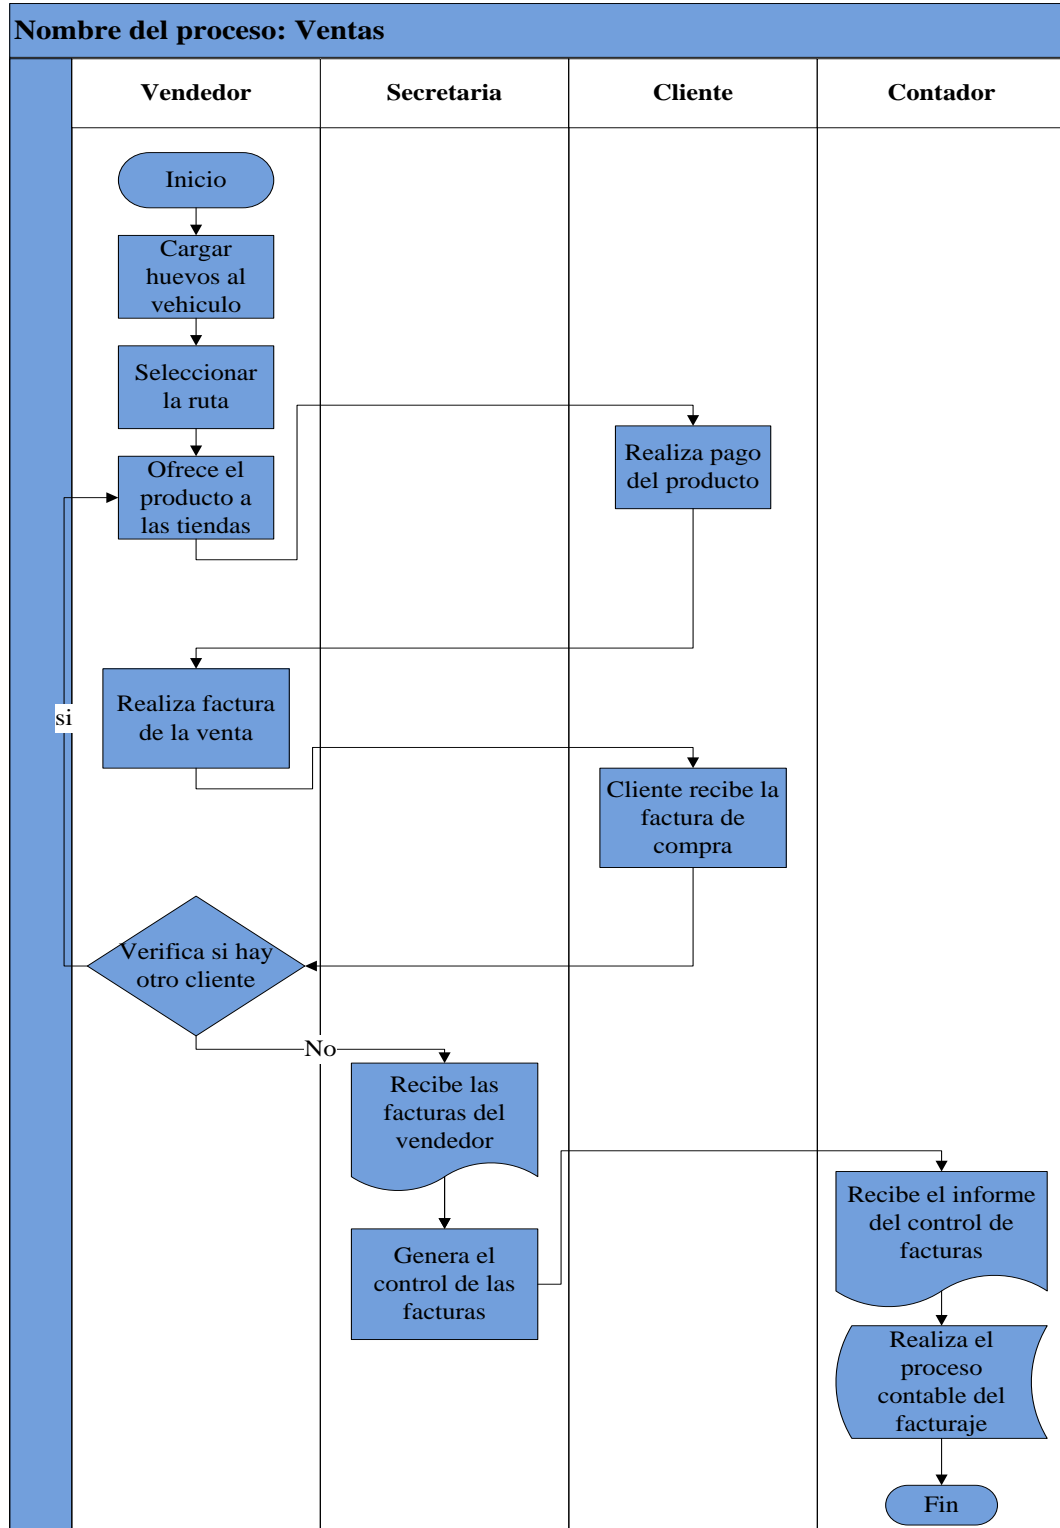 Nombre del proceso: Ventas
Vendedor
Secretaria
Cliente
Contador
Inicio
Cargar
huevos al
vehiculo
Seleccionar
la ruta
Ofrece el
producto a
las tiendas
Realiza pago
del producto
Realiza factura
de la venta
si
Cliente recibe la
factura de
compra
Verifica si hay
otro cliente
No
Recibe las
facturas del
vendedor
Genera el
control de las
facturas
Recibe el informe
del control de
facturas
Realiza el
proceso
contable del
facturaje
Fin